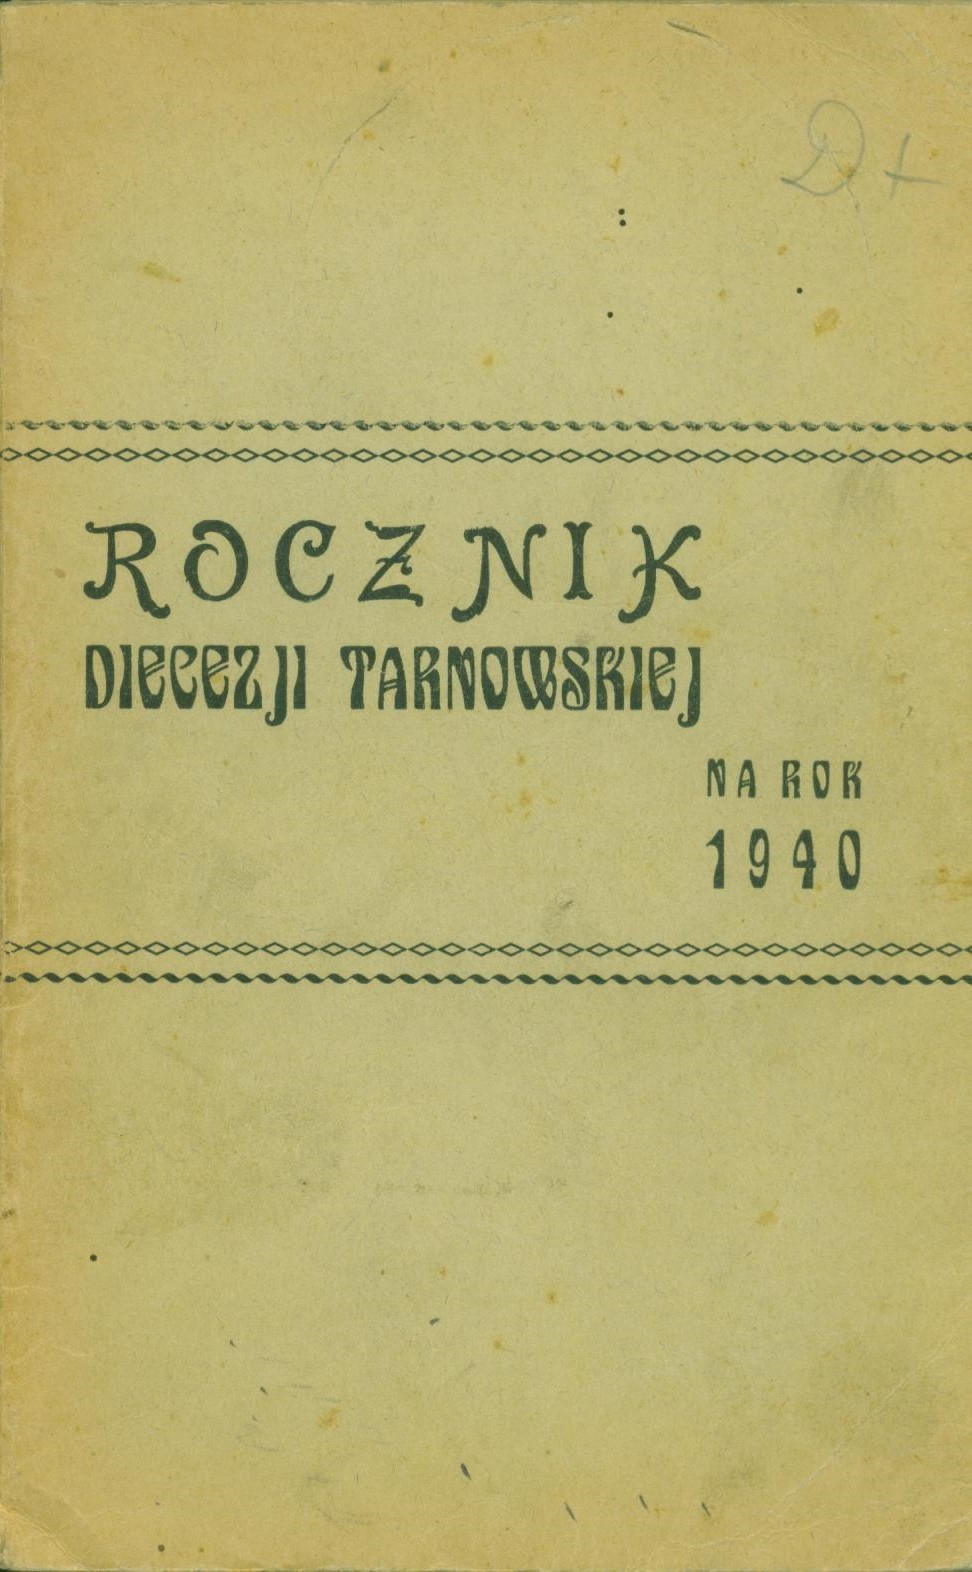 D+
ROCZNIK
DIECEZJI TARNOWSKIEJ
NA ROK
1940